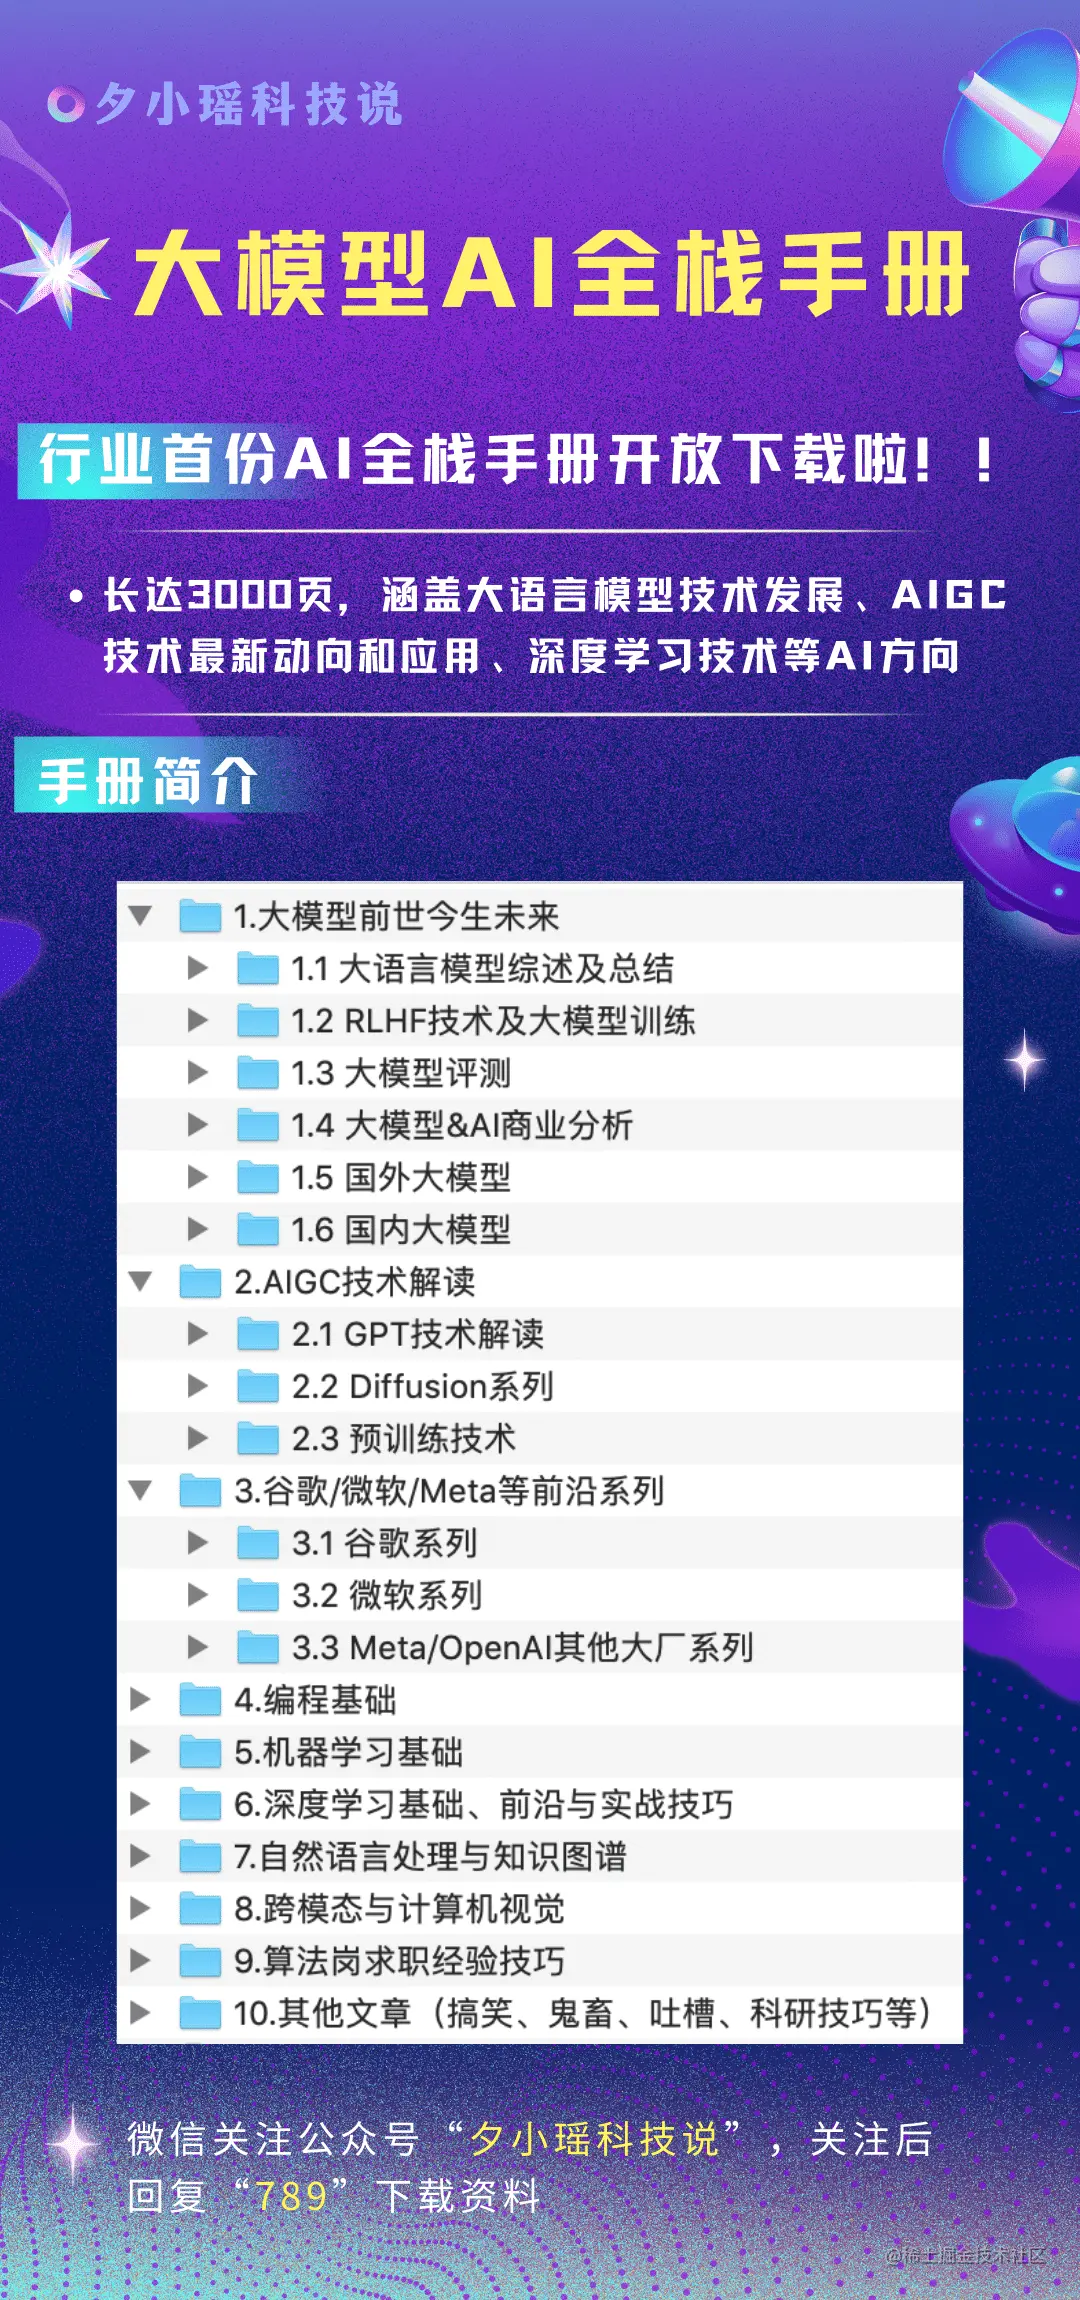 夕小瑶科技说
大模型AI全栈手册
行业首份AI全栈手册开放下载啦！！
• 长达3000页，涵盖大语言模型技术发展、AIGC
技术最新动向和应用、深度学习技术等AI方向
手册简介
1.大模型前世今生未来
1.1 大语言模型综述及总结
1.2 RLHF技术及大模型训练
1.3 大模型评测
1.4 大模型&AI商业分析
1.5 国外大模型
1.6 国内大模型
2.AIGC技术解读
2.1 GPT技术解读
2.2 Diffusion系列
2.3 预训练技术
3.谷歌/微软/Meta等前沿系列
3.1 谷歌系列
3.2 微软系列
3.3 Meta/OpenAI其他大厂系列
4.编程基础
5.机器学习基础
6.深度学习基础、前沿与实战技巧
7.自然语言处理与知识图谱
8.跨模态与计算机视觉
9.算法岗求职经验技巧
10.其他文章（搞笑、鬼畜、吐槽、科研技巧等）
微信关注公众号“夕小瑶科技说”，关注后
回复“789”下载资料
@稀土掘金技术社区